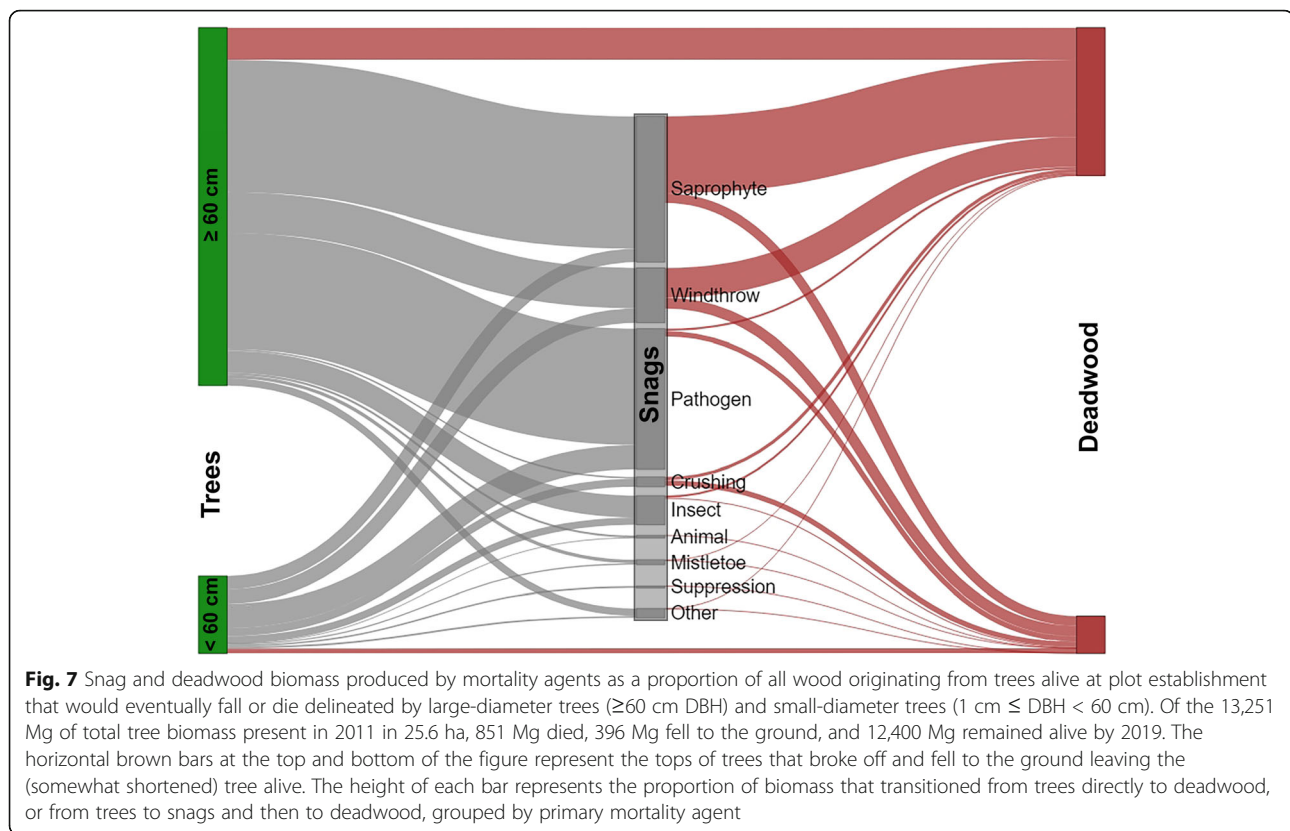 ≥ 60 cm
< 60 cm
Trees
Snags
Saprophyte
Windthrow
Pathogen
Crushing
Insect
Animal
Mistletoe
Suppression
Other
Deadwood
Fig. 7 Snag and deadwood biomass produced by mortality agents as a proportion of all wood originating from trees alive at plot establishment
that would eventually fall or die delineated by large-diameter trees (≥60 cm DBH) and small-diameter trees (1 cm ≤ DBH < 60 cm). Of the 13,251
Mg of total tree biomass present in 2011 in 25.6 ha, 851 Mg died, 396 Mg fell to the ground, and 12,400 Mg remained alive by 2019. The
horizontal brown bars at the top and bottom of the figure represent the tops of trees that broke off and fell to the ground leaving the
(somewhat shortened) tree alive. The height of each bar represents the proportion of biomass that transitioned from trees directly to deadwood,
or from trees to snags and then to deadwood, grouped by primary mortality agent